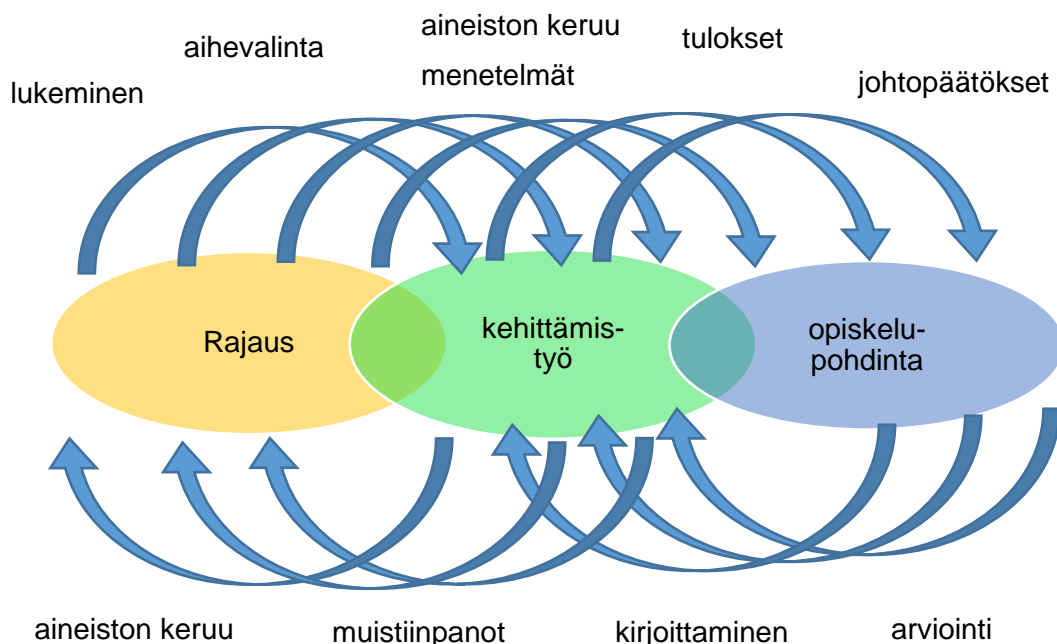 lukeminen
aihevalinta
aineiston keruu
menetelmät
tulokset
johtopäätökset
Rajaus
kehittämis-
työ
opiskelu-
pohdinta
aineiston keruu
muistiinpanot
kirjoittaminen
arviointi